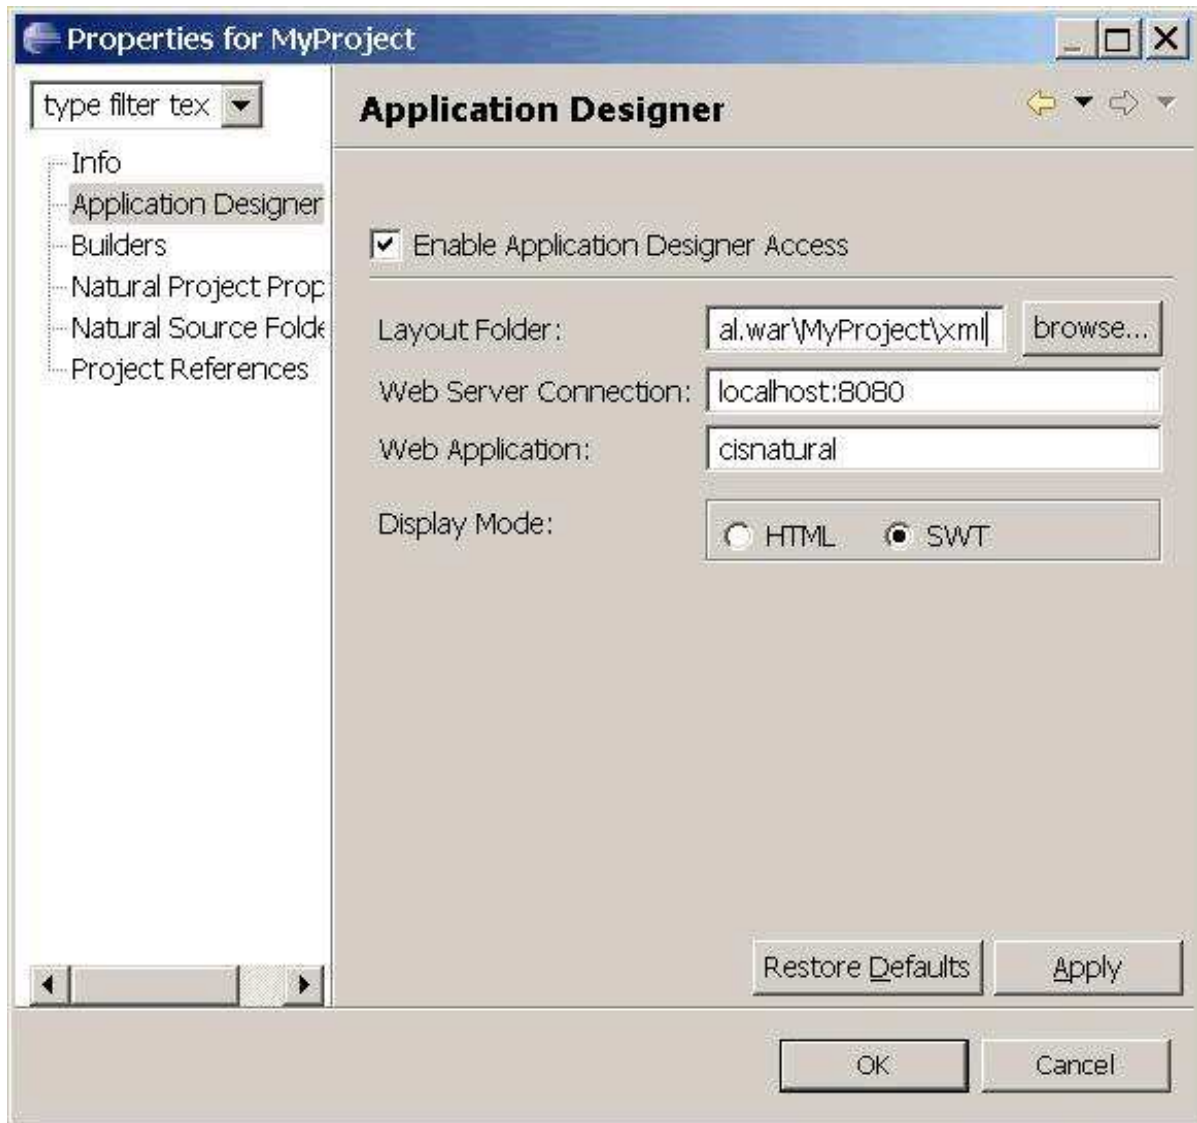 Properties for MyProject
type filter tex
Info
Application Designer
Builders
Natural Project Prop
Natural Source Folde
Project References
Application Designer
Enable Application Designer Access
Layout Folder: al.war\MyProject\xml browse...
Web Server Connection: localhost:8080
Web Application: cisnatural
Display Mode: HTML SWT
Restore Defaults Apply
OK Cancel